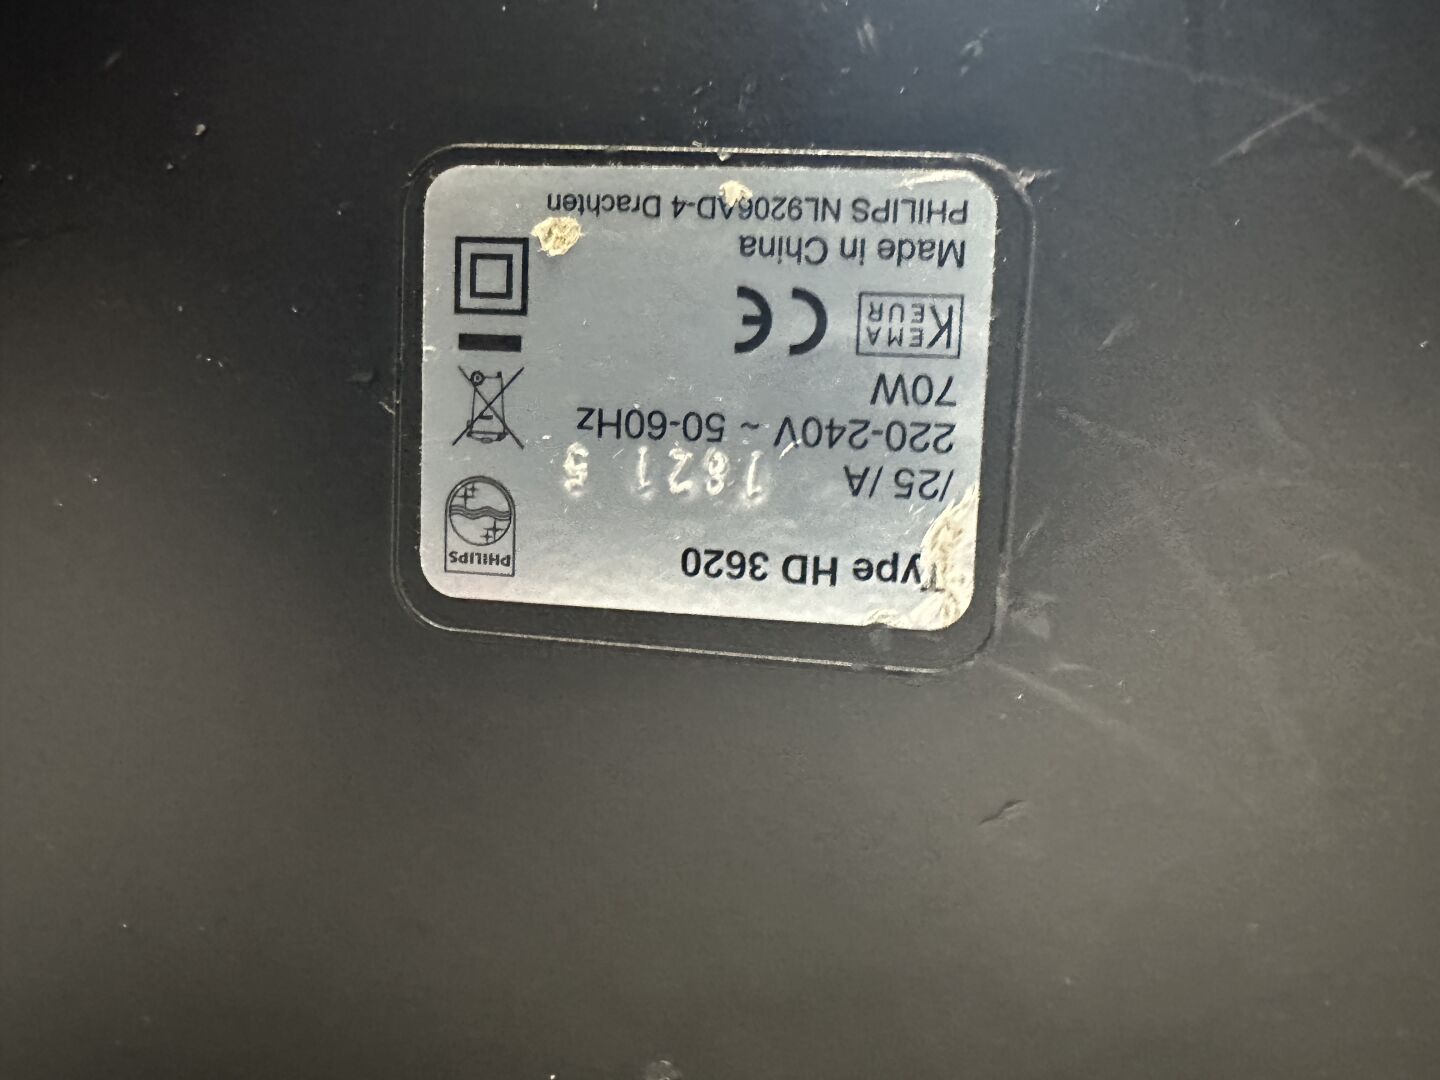 Type HD 3620
/25 /A
1821 5
220-240V ~ 50-60Hz
70W
KEMA
KEUR
CE
Made in China
PHILIPS NL9206AD-4 Drachten
PHILIPS